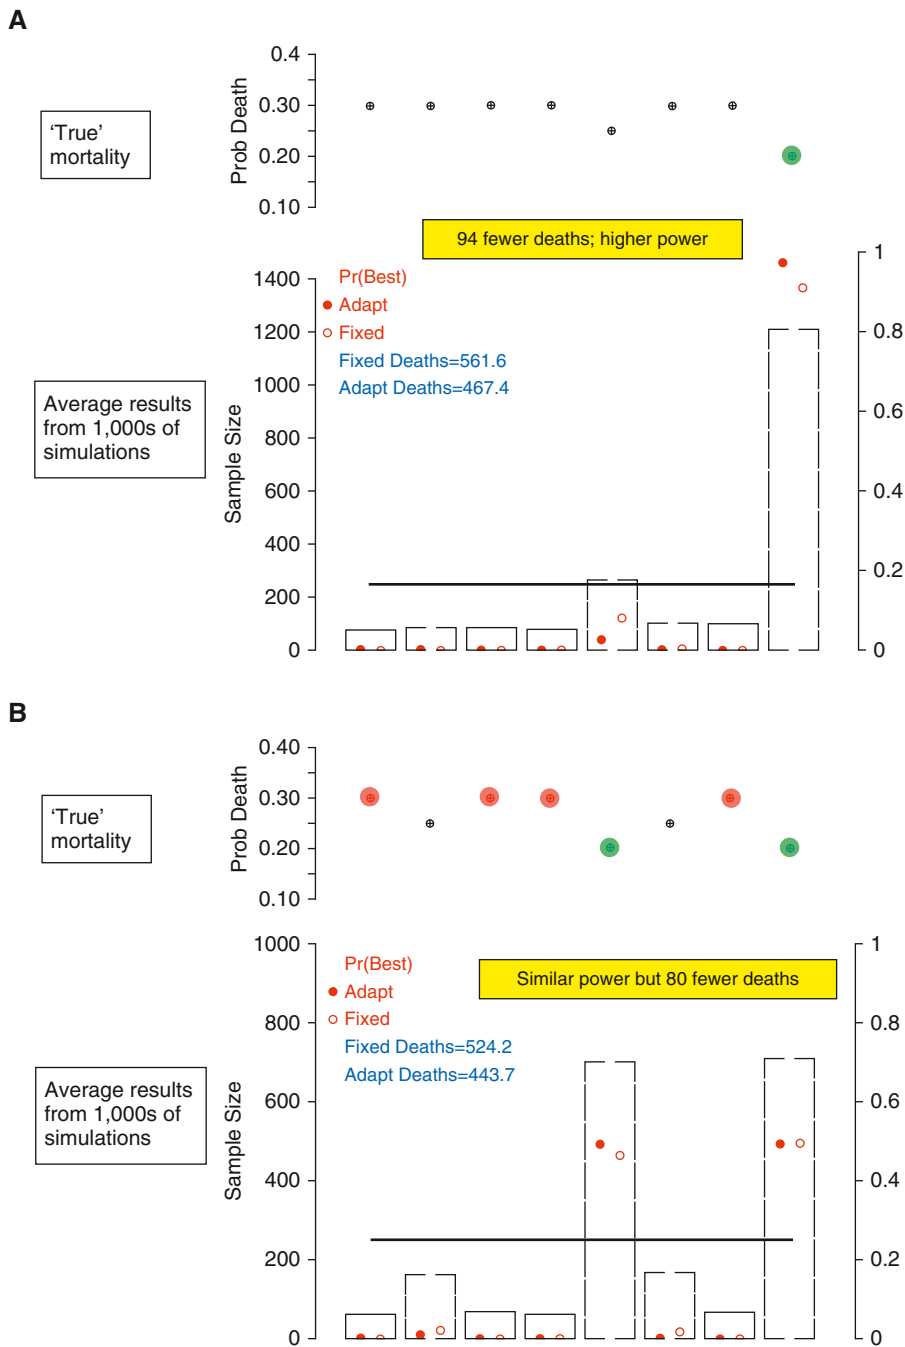 A
'True'
mortality
Prob Death
0.4
0.30
0.20
0.10
94 fewer deaths; higher power
Average results
from 1,000s of
simulations
Sample Size
1400
1200
1000
800
600
400
200
0
Pr(Best)
Adapt
Fixed
Fixed Deaths=561.6
Adapt Deaths=467.4
1
0.8
0.6
0.4
0.2
0
B
'True'
mortality
Prob Death
0.40
0.30
0.20
0.10
Average results
from 1,000s of
simulations
Sample Size
1000
800
600
400
200
0
Pr(Best)
Adapt
Fixed
Fixed Deaths=524.2
Adapt Deaths=443.7
Similar power but 80 fewer deaths
1
0.8
0.6
0.4
0.2
0